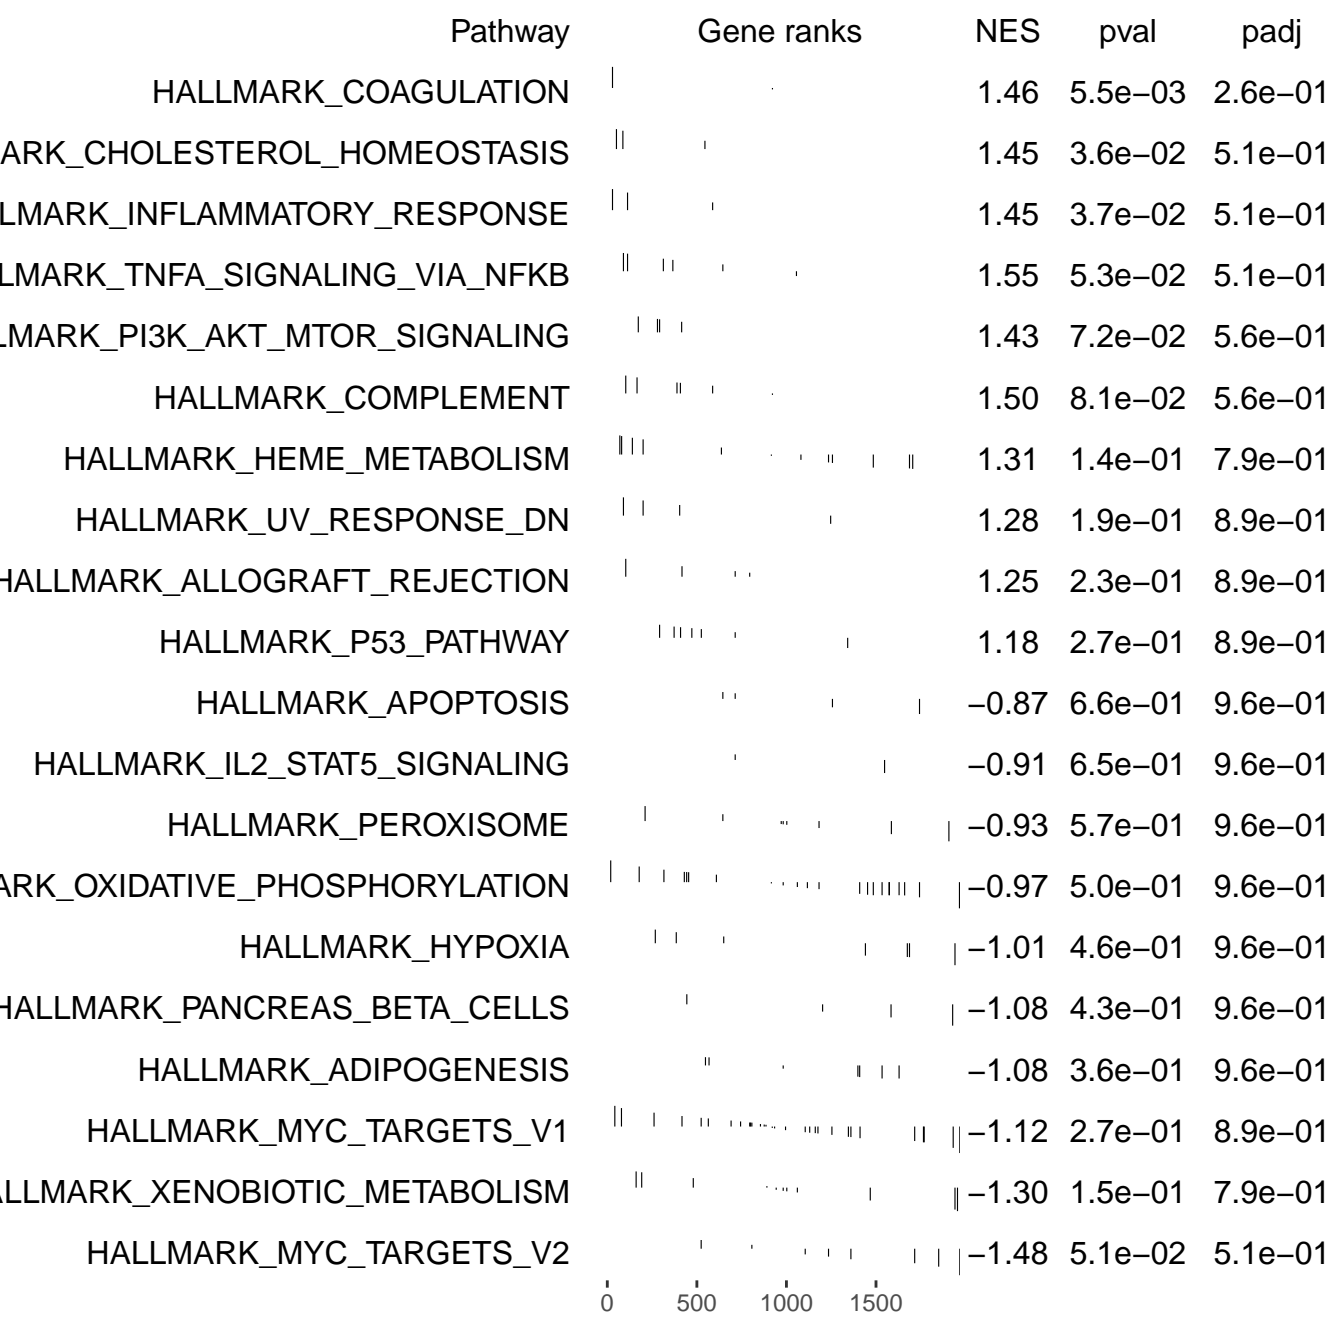 Pathway Gene ranks NES pval padj
HALLMARK_COAGULATION 1.46 5.5e−03 2.6e−01
ARK_CHOLESTEROL_HOMEOSTASIS 1.45 3.6e−02 5.1e−01
LMARK_INFLAMMATORY_RESPONSE 1.45 3.7e−02 5.1e−01
LMARK_TNFA_SIGNALING_VIA_NFKB 1.55 5.3e−02 5.1e−01
LMARK_PI3K_AKT_MTOR_SIGNALING 1.43 7.2e−02 5.6e−01
HALLMARK_COMPLEMENT 1.50 8.1e−02 5.6e−01
HALLMARK_HEME_METABOLISM 1.31 1.4e−01 7.9e−01
HALLMARK_UV_RESPONSE_DN 1.28 1.9e−01 8.9e−01
HALLMARK_ALLOGRAFT_REJECTION 1.25 2.3e−01 8.9e−01
HALLMARK_P53_PATHWAY 1.18 2.7e−01 8.9e−01
HALLMARK_APOPTOSIS −0.87 6.6e−01 9.6e−01
HALLMARK_IL2_STAT5_SIGNALING −0.91 6.5e−01 9.6e−01
HALLMARK_PEROXISOME −0.93 5.7e−01 9.6e−01
ARK_OXIDATIVE_PHOSPHORYLATION −0.97 5.0e−01 9.6e−01
HALLMARK_HYPOXIA −1.01 4.6e−01 9.6e−01
HALLMARK_PANCREAS_BETA_CELLS −1.08 4.3e−01 9.6e−01
HALLMARK_ADIPOGENESIS −1.08 3.6e−01 9.6e−01
HALLMARK_MYC_TARGETS_V1 −1.12 2.7e−01 8.9e−01
ALLMARK_XENOBIOTIC_METABOLISM −1.30 1.5e−01 7.9e−01
HALLMARK_MYC_TARGETS_V2 −1.48 5.1e−02 5.1e−01
0 500 1000 1500